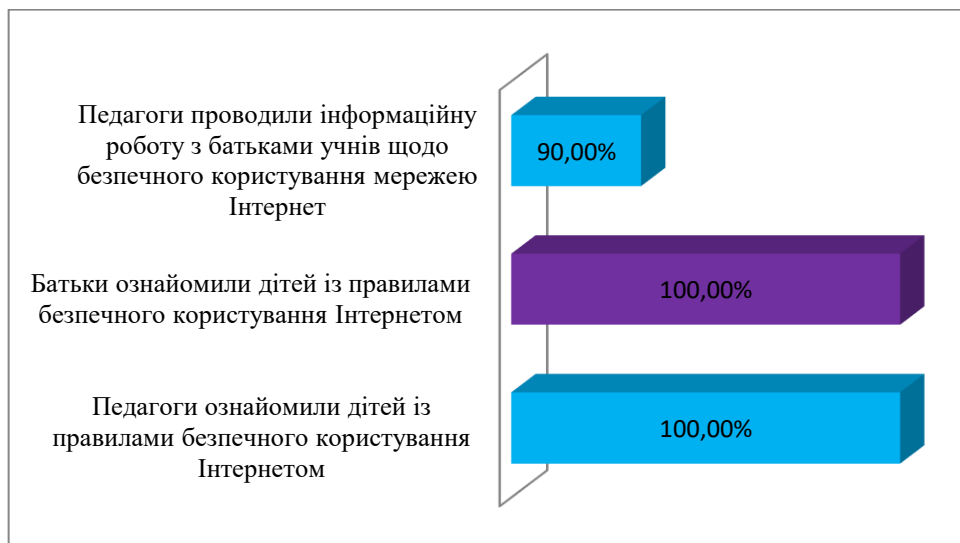 Педагоги проводили інформаційну
роботу з батьками учнів щодо
безпечного користування мережею
Інтернет
90,00%
Батьки ознайомили дітей із правилами
безпечного користування Інтернетом
100,00%
Педагоги ознайомили дітей із
правилами безпечного користування
Інтернетом
100,00%